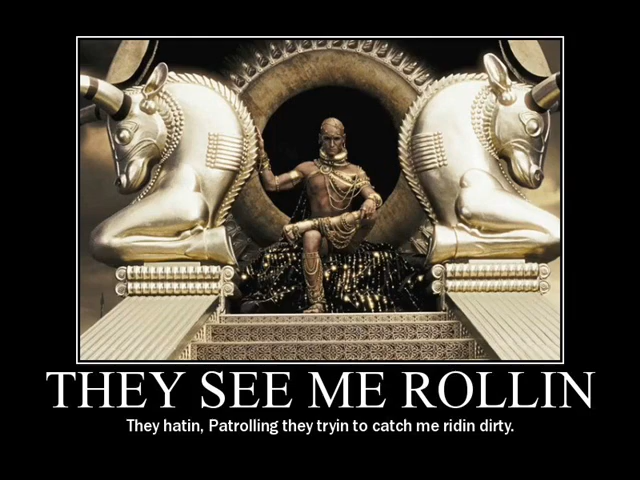 THEY SEE ME ROLLIN
They hatin, Patrolling they tryin to catch me ridin dirty.